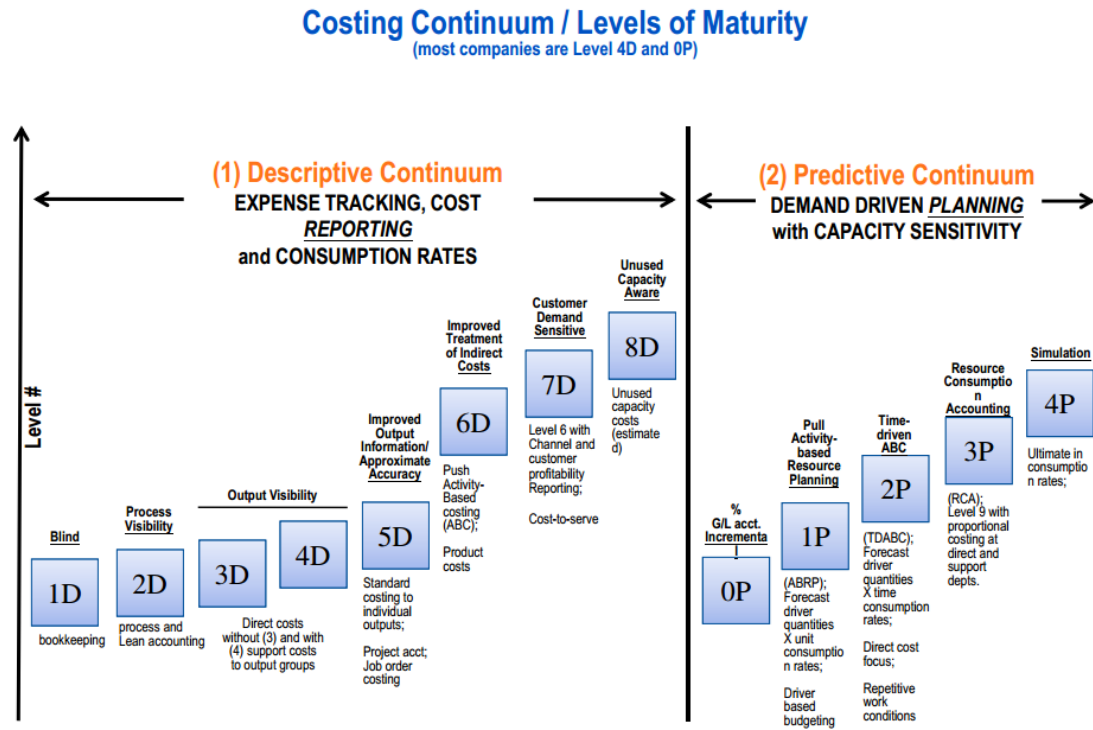 Costing Continuum / Levels of Maturity
(most companies are Level 4D and 0P)
Level #
(1) Descriptive Continuum
EXPENSE TRACKING, COST
REPORTING
and CONSUMPTION RATES
(2) Predictive Continuum
DEMAND DRIVEN PLANNING
with CAPACITY SENSITIVITY
Blind
1D
bookkeeping
Process
Visibility
2D
process and
Lean accounting
Output Visibility
3D
4D
Direct costs
without (3) and with
(4) support costs
to output groups
Improved
Output
Information/
Approximate
Accuracy
5D
Standard
costing to
individual
outputs;
Project acct;
Job order
costing
Improved
Treatment
of Indirect
Costs
6D
Push
Activity-
Based
costing
(ABC);
Product
costs
Customer
Demand
Sensitive
7D
Level 6 with
Channel and
customer
profitability
Reporting;
Cost-to-serve
Unused
Capacity
Aware
8D
Unused
capacity
costs
(estimate
d)
%
G/L acct.
Incrementa
l
0P
Pull
Activity-
based
Resource
Planning
1P
(ABRP);
Forecast
driver
quantities
X unit
consumptio
n rates;
Driver
based
budgeting
Time-
driven
ABC
2P
(TDABC);
Forecast
driver
quantities
X time
consumption
rates;
Direct cost
focus;
Repetitive
work
conditions
Resource
Consumptio
n
Accounting
3P
(RCA);
Level 9 with
proportional
costing at
direct and
support
depts.
Simulation
4P
Ultimate in
consumptio
n rates;